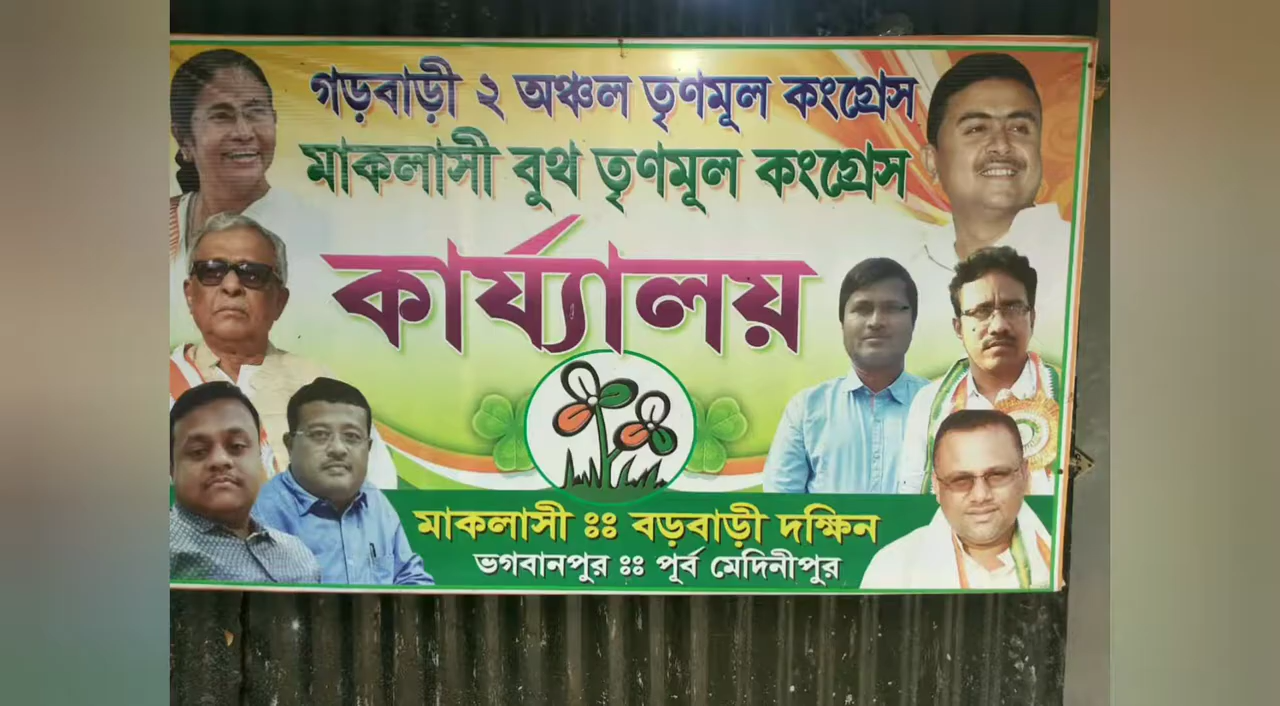 গড়বাড়ী ২ অঞ্চল তৃণমূল কংগ্রেস
মাকলাসী বুথ তৃণমূল কংগ্রেস
কার্য্যালয়
মাকলাসী ঃঃ বড়বাড়ী দক্ষিন
ভগবানপুর ঃঃ পূর্ব মেদিনীপুর